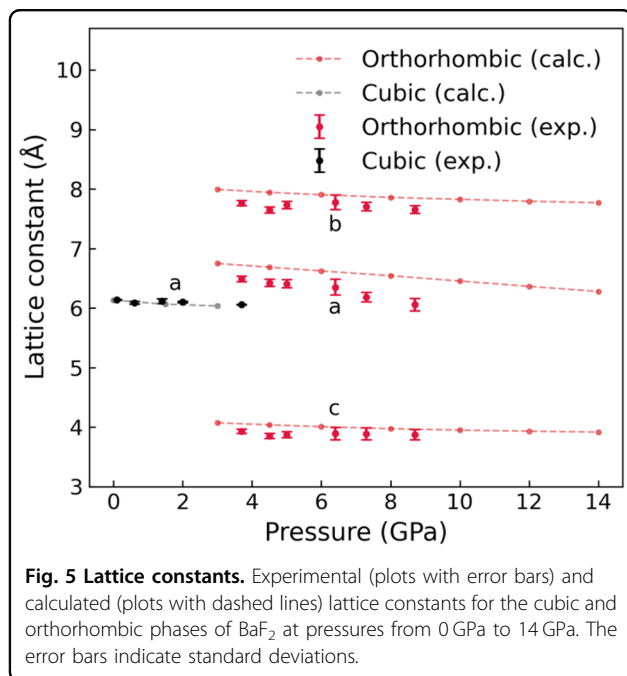 Orthorhombic (calc.)
Cubic (calc.)
Orthorhombic (exp.)
Cubic (exp.)
10
9
8
7
6
5
4
3
Lattice constant (Å)
b
a
a
c
0
2
4
6
8
10
12
14
Pressure (GPa)
Fig. 5 Lattice constants. Experimental (plots with error bars) and
calculated (plots with dashed lines) lattice constants for the cubic and
orthorhombic phases of BaF₂ at pressures from 0 GPa to 14 GPa. The
error bars indicate standard deviations.